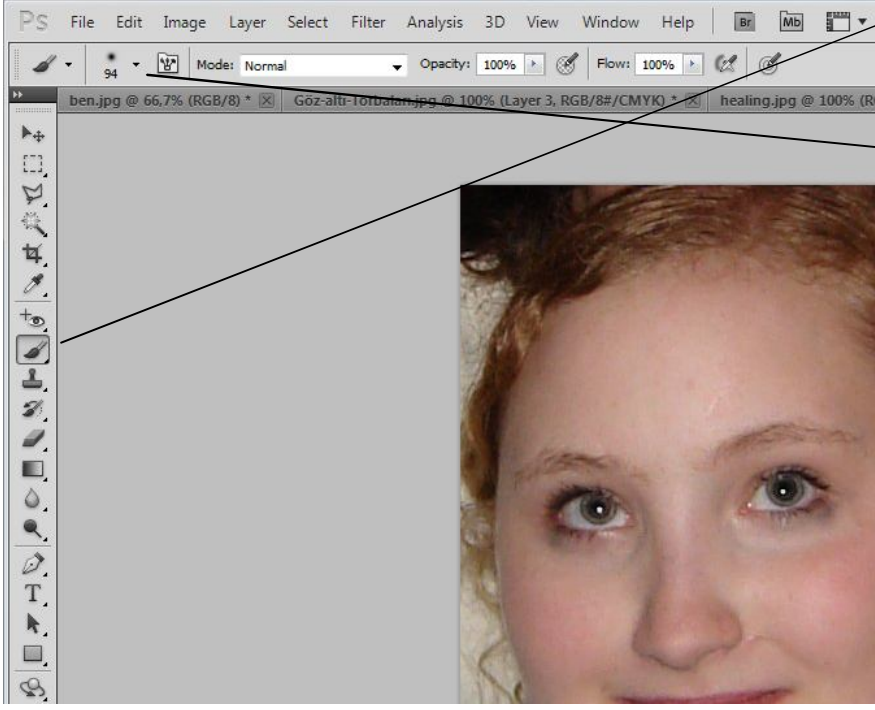 Ps File Edit Image Layer Select Filter Analysis 3D View Window Help Br Mb
94 Mode: Normal Opacity: 100% Flow: 100%
ben.jpg @ 66,7% (RGB/8) * Göz-altı-Torbaları.jpg @ 100% (Layer 3, RGB/8#/CMYK) * healing.jpg @ 100% (R
T